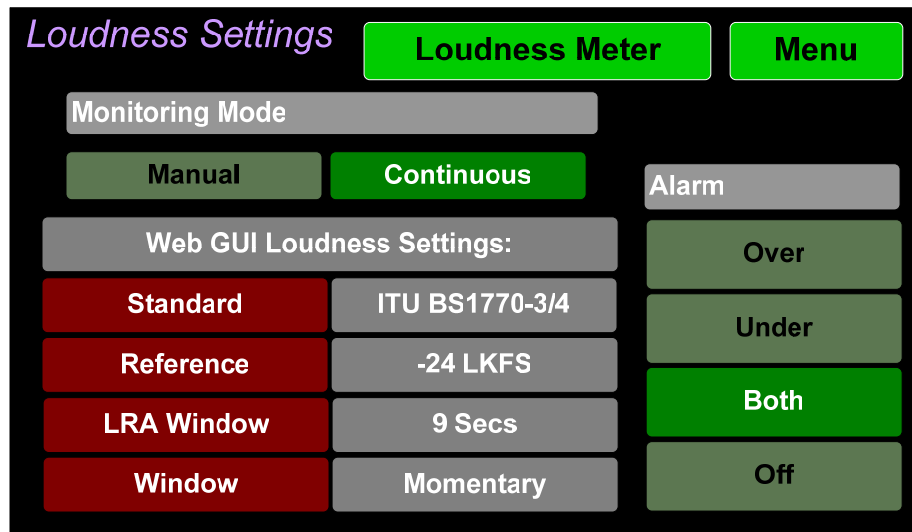 Loudness Settings
Loudness Meter
Menu
Monitoring Mode
Manual
Continuous
Alarm
Web GUI Loudness Settings:
Over
Standard
ITU BS1770-3/4
Under
Reference
-24 LKFS
Both
LRA Window
9 Secs
Off
Window
Momentary